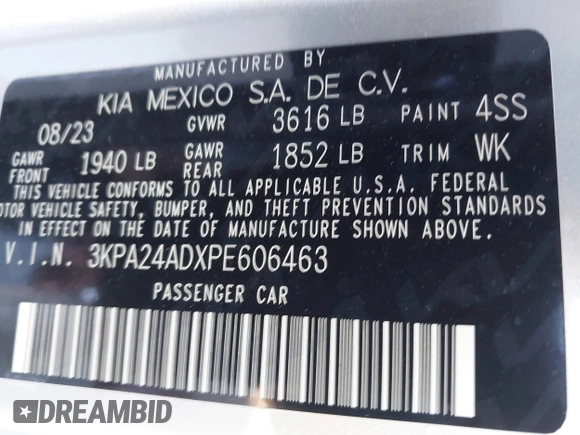 MANUFACTURED BY
KIA MEXICO S.A. DE C.V.
08/23 GVWR 3616 LB PAINT 4SS
GAWR FRONT 1940 LB GAWR REAR 1852 LB TRIM WK
THIS VEHICLE CONFORMS TO ALL APPLICABLE U.S.A. FEDERAL
OTOR VEHICLE SAFETY, BUMPER, AND THEFT PREVENTION STANDARDS
IN EFFECT ON THE DATE OF MANUFACTURE SHOWN ABOVE.
V.I.N. 3KPA24ADXPE606463
PASSENGER CAR
DREAMBID